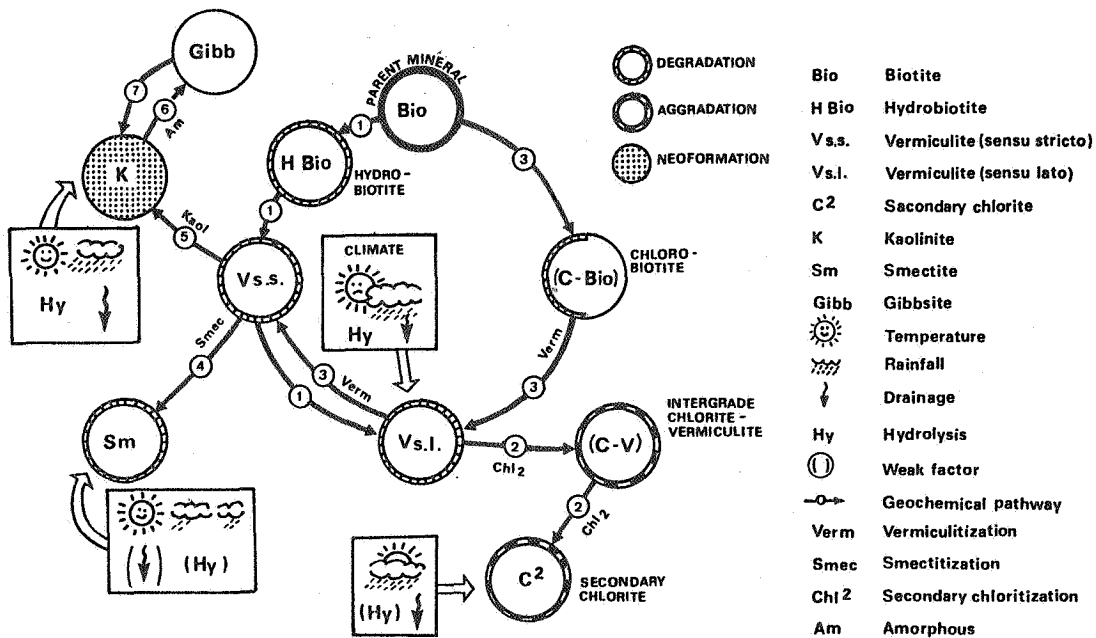 Gibb
7
6
Am
K
Kaol
5
Hy
PARENT MINERAL
Bio
1
H Bio
HYDRO-
BIOTITE
1
3
V s.s.
CLIMATE
Hy
(C-Bio)
CHLORO-
BIOTITE
Smec
4
Verm
3
1
Verm
3
Sm
V s.l.
2
Chl 2
INTERGRADE
CHLORITE-
VERMICULITE
(C-V)
2
Chl 2
( ) (Hy)
(Hy)
C2
SECONDARY
CHLORITE
DEGRADATION
AGGRADATION
NEOFORMATION
Bio Biotite
H Bio Hydrobiotite
V s.s. Vermiculite (sensu stricto)
V s.l. Vermiculite (sensu lato)
C2 Sacondary chlorite
K Kaolinite
Sm Smectite
Gibb Gibbsite
Temperature
Rainfall
Drainage
Hy Hydrolysis
( ) Weak factor
Geochemical pathway
Verm Vermiculitization
Smec Smectitization
Chl 2 Secondary chloritization
Am Amorphous